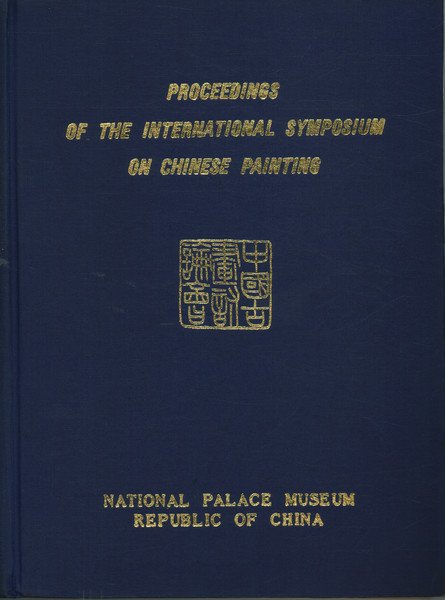 PROCEEDINGS
OF THE INTERNATIONAL SYMPOSIUM
ON CHINESE PAINTING
中國古
畫討
論會
NATIONAL PALACE MUSEUM
REPUBLIC OF CHINA